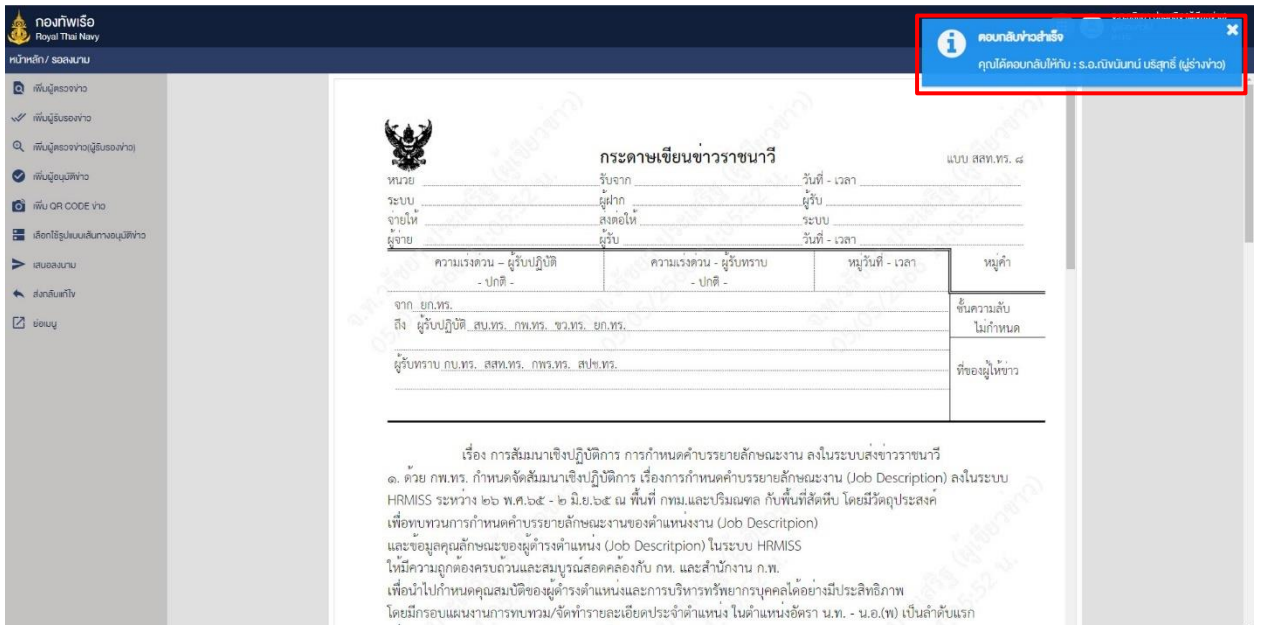 กองทัพเรือ
Royal Thai Navy
หน้าหลัก/ รอลงนาม
ตอบกลับข่าวสำเร็จ
คุณได้ตอบกลับให้กับ : ร.อ.ณิชนันทน์ บริสุทธิ์ (ผู้ร่างข่าว)
เพิ่มผู้ตรวจข่าว
เพิ่มผู้รับรองข่าว
เพิ่มผู้ตรวจข่าว(ผู้รับรองข่าว)
เพิ่มผู้อนุมัติข่าว
เพิ่ม QR CODE ข่าว
เลือกใช้รูปแบบเส้นทางอนุมัติข่าว
เสนอลงนาม
ส่งกลับแก้ไข
ย่อเมนู
กระดาษเขียนข่าวราชนาวี
แบบ สสท.ทร. ๘
หน่วย รับจาก วันที่ - เวลา
ระบบ ผู้ฝาก ผู้รับ
จ่ายให้ ส่งต่อให้ ระบบ
ผู้จ่าย ผู้รับ วันที่ - เวลา
ความเร่งด่วน – ผู้รับปฏิบัติ ความเร่งด่วน - ผู้รับทราบ หมู่วันที่ - เวลา หมู่คำ
- ปกติ - - ปกติ -
จาก ยก.ทร.
ชั้นความลับ
ถึง ผู้รับปฏิบัติ สบ.ทร. กพ.ทร. ขว.ทร. ยก.ทร.
ไม่กำหนด
ผู้รับทราบ กบ.ทร. สสท.ทร. กพร.ทร. สปช.ทร.
ที่ของผู้ให้ข่าว
เรื่อง การสัมมนาเชิงปฏิบัติการ การกำหนดคำบรรยายลักษณะงาน ลงในระบบส่งข่าวราชนาวี
๑. ด้วย กพ.ทร. กำหนดจัดสัมมนาเชิงปฏิบัติการ เรื่องการกำหนดคำบรรยายลักษณะงาน (Job Description) ลงในระบบ
HRMISS ระหว่าง ๒๖ พ.ศ.๖๕ - ๒ มิ.ย.๖๕ ณ พื้นที่ กทม.และปริมณฑล กับพื้นที่สัตหีบ โดยมีวัตถุประสงค์
เพื่อทบทวนการกำหนดคำบรรยายลักษณะงานของตำแหน่งงาน (Job Descritpion)
และข้อมูลคุณลักษณะของผู้ดำรงตำแหน่ง (Job Descritpion) ในระบบ HRMISS
ให้มีความถูกต้องครบถ้วนและสมบูรณ์สอดคล้องกับ กห. และสำนักงาน ก.พ.
เพื่อนำไปกำหนดคุณสมบัติของผู้ดำรงตำแหน่งและการบริหารทรัพยากรบุคคลได้อย่างมีประสิทธิภาพ
โดยมีกรอบแผนงานการทบทวม/จัดทำรายละเอียดประจำตำแหน่ง ในตำแหน่งอัตรา น.ท. - น.อ.(พ) เป็นลำดับแรก